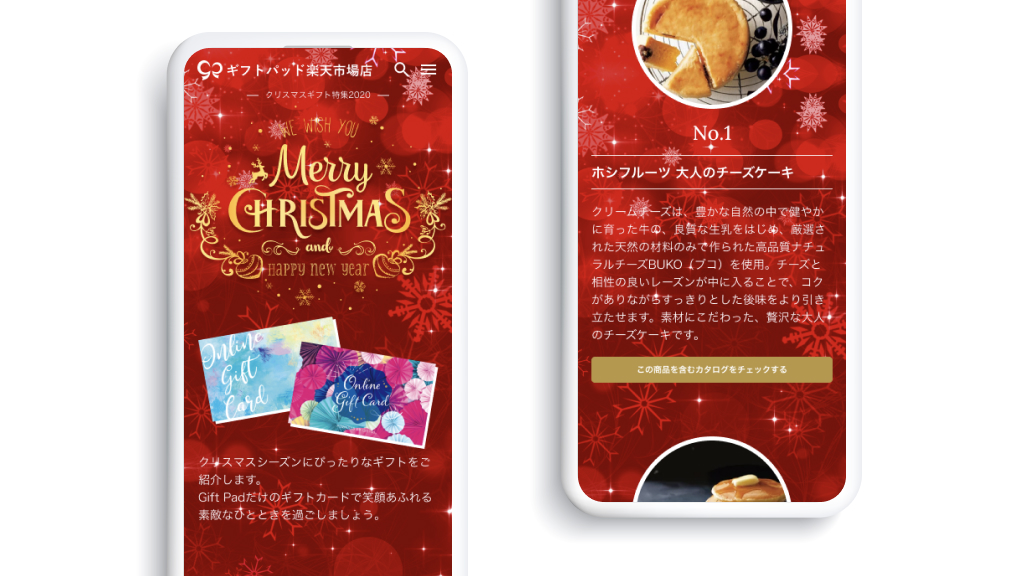 ギフトパッド楽天市場店
クリスマスギフト特集2020
WE WISH YOU
Merry
CHRISTMAS
and
HAPPY NEW YEAR
Online
Gift
Card
Online
Gift Card
クリスマスシーズンにぴったりなギフトをご
紹介します。
Gift Padだけのギフトカードで笑顔あふれる
素敵なひとときを過ごしましょう。
No.1
ホシフルーツ 大人のチーズケーキ
クリームチーズは、豊かな自然の中で健やか
に育った牛の、良質な生乳をはじめ、厳選さ
れた天然の材料のみで作られた高品質ナチュ
ラルチーズBUKO（ブコ）を使用。チーズと
相性の良いレーズンが中に入ることで、コク
がありながらすっきりとした後味をより引き
立たせます。素材にこだわった、贅沢な大人
のチーズケーキです。
この商品を含むカタログをチェックする